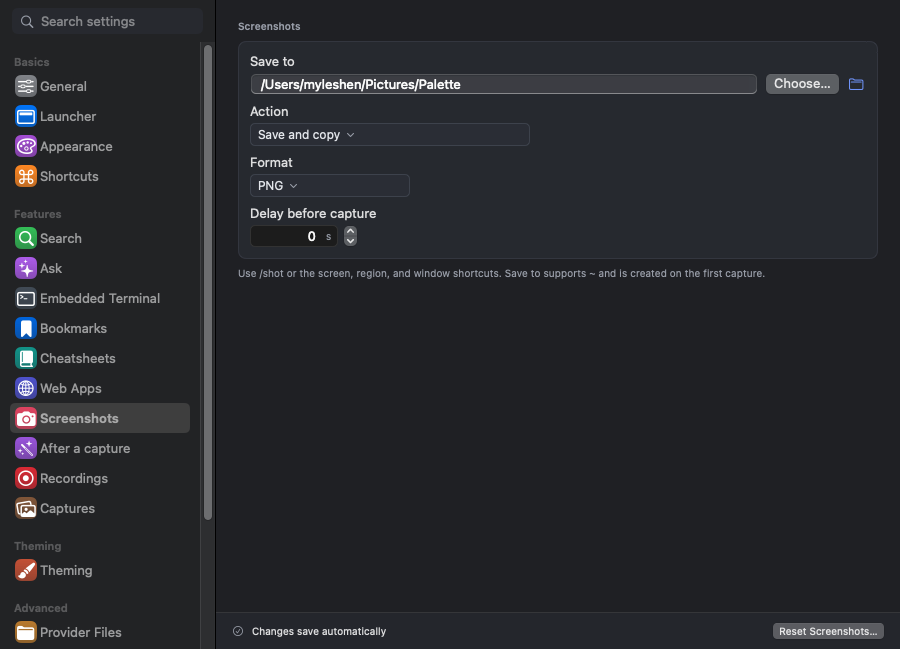 Search settings
Basics
General
Launcher
Appearance
Shortcuts
Features
Search
Ask
Embedded Terminal
Bookmarks
Cheatsheets
Web Apps
Screenshots
After a capture
Recordings
Captures
Theming
Theming
Advanced
Provider Files
Screenshots
Save to
/Users/myleshen/Pictures/Palette
Choose...
Action
Save and copy
Format
PNG
Delay before capture
0 s
Use /shot or the screen, region, and window shortcuts. Save to supports ~ and is created on the first capture.
Changes save automatically
Reset Screenshots...